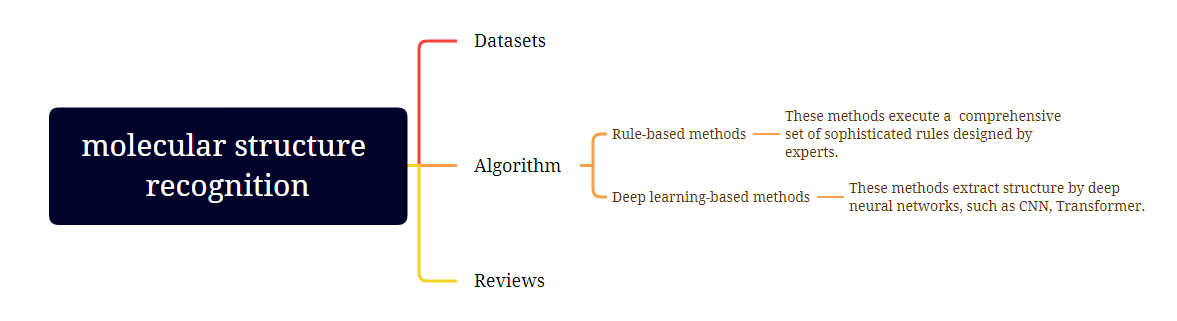 molecular structure
recognition
Datasets
Algorithm
Rule-based methods
These methods execute a  comprehensive
set of sophisticated rules designed by
experts.
Deep learning-based methods
These methods extract structure by deep
neural networks, such as CNN, Transformer.
Reviews